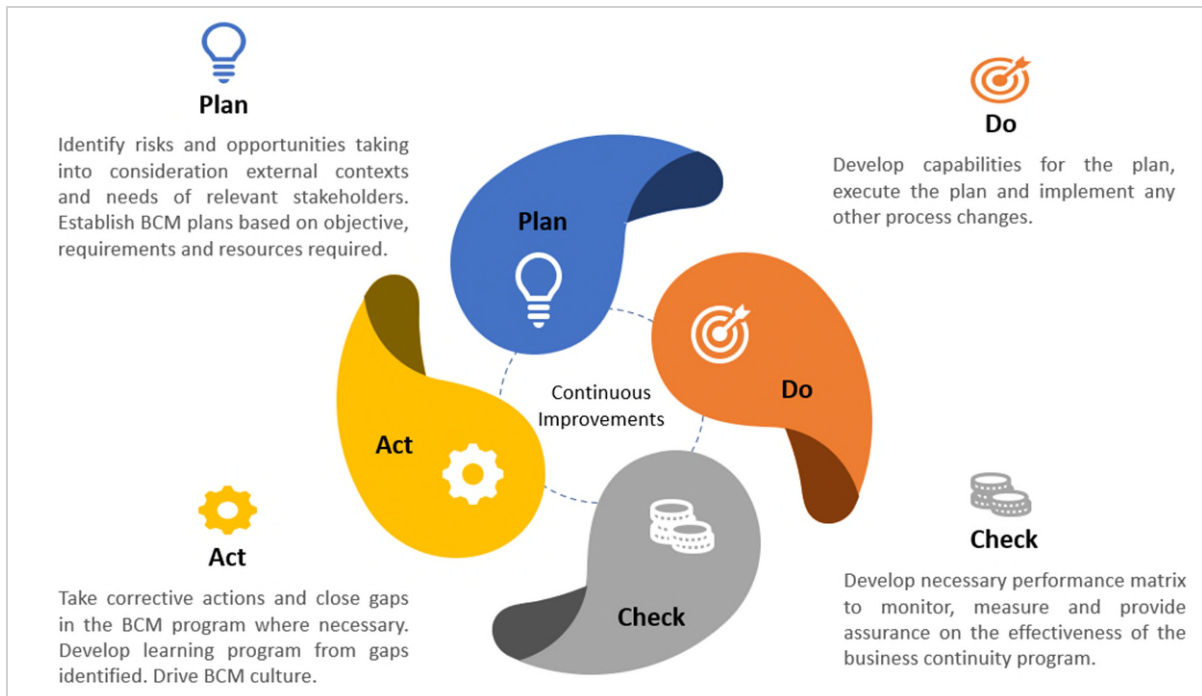 Plan
Identify risks and opportunities taking
into consideration external contexts
and needs of relevant stakeholders.
Establish BCM plans based on objective,
requirements and resources required.
Do
Develop capabilities for the plan,
execute the plan and implement any
other process changes.
Plan
Do
Continuous
Improvements
Act
Check
Act
Take corrective actions and close gaps
in the BCM program where necessary.
Develop learning program from gaps
identified. Drive BCM culture.
Check
Develop necessary performance matrix
to monitor, measure and provide
assurance on the effectiveness of the
business continuity program.